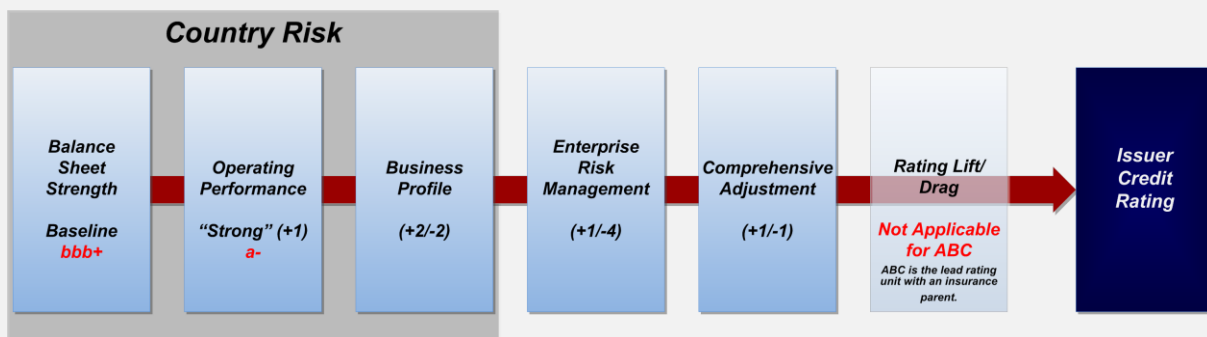 Country Risk
Balance
Sheet
Strength
Baseline
bbb+
Operating
Performance
“Strong” (+1)
a-
Business
Profile
(+2/-2)
Enterprise
Risk
Management
(+1/-4)
Comprehensive
Adjustment
(+1/-1)
Rating Lift/
Drag
Not Applicable
for ABC
ABC is the lead rating
unit with an insurance
parent.
Issuer
Credit
Rating